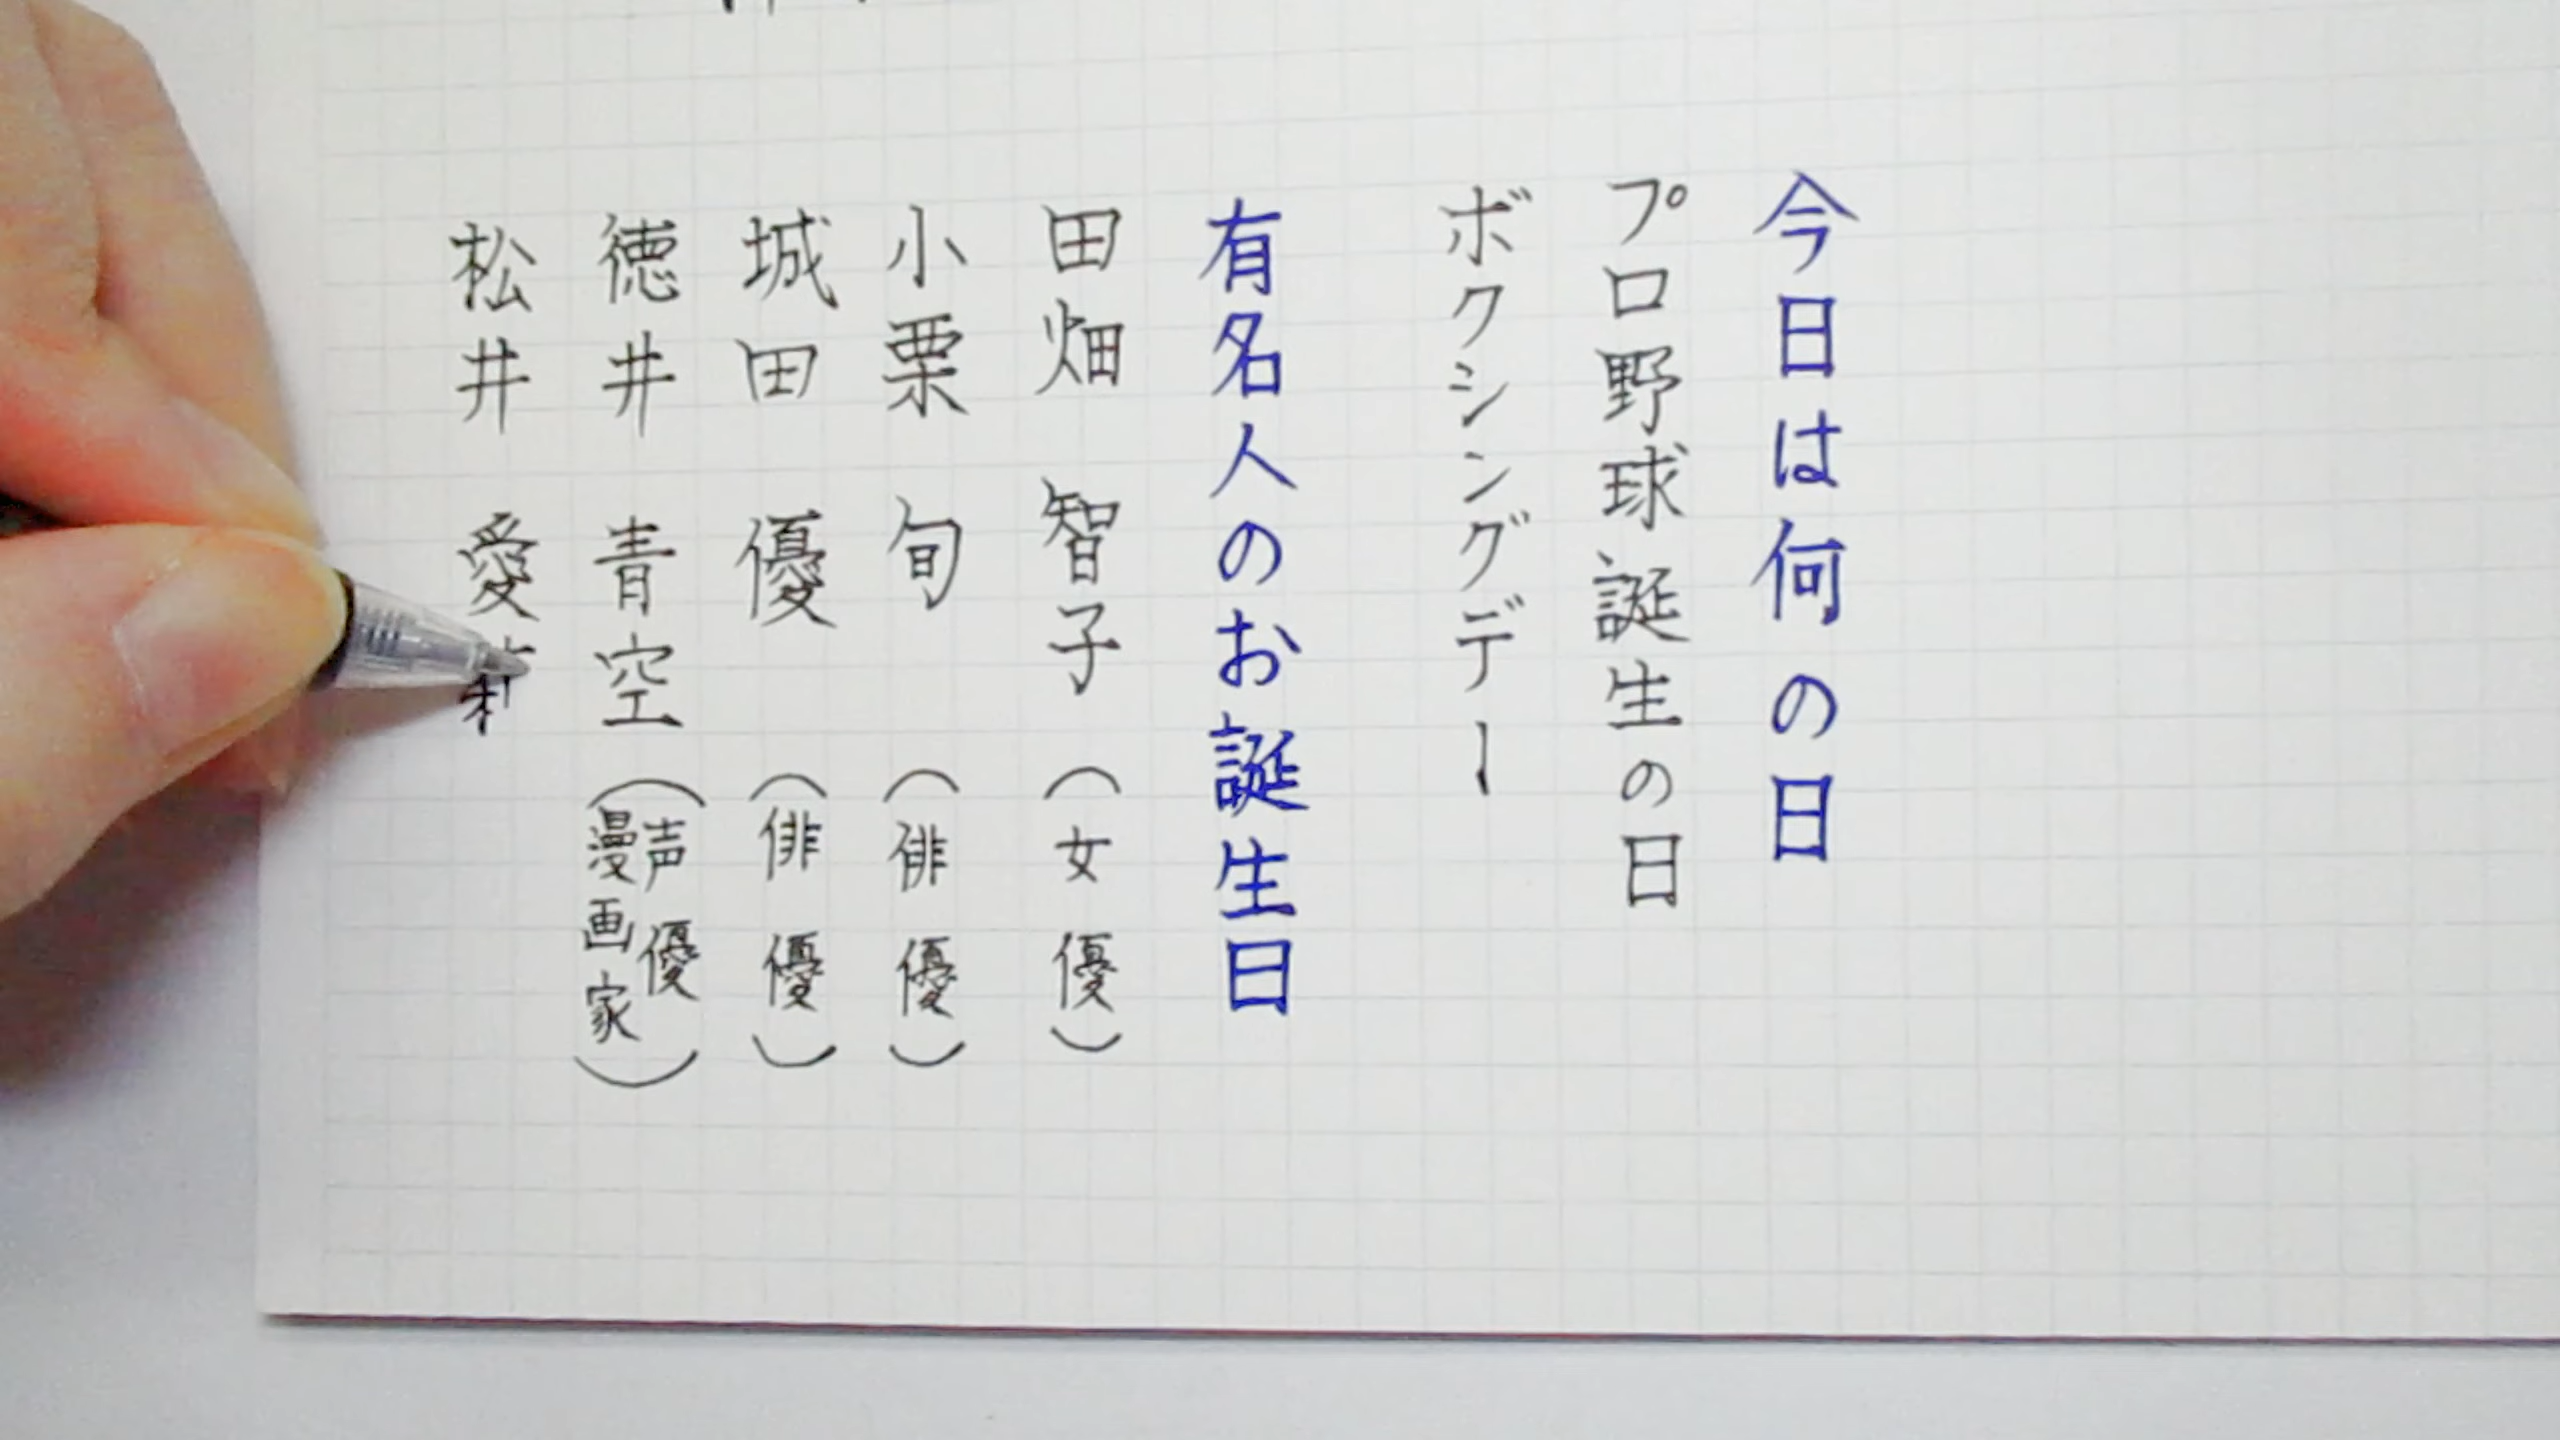 今日は何の日
プロ野球誕生の日
ボクシングデー
有名人のお誕生日
田畑 智子 (女優)
小栗 旬 (俳優)
城田 優 (俳優)
徳井 青空 (声優 漫画家)
松井 愛